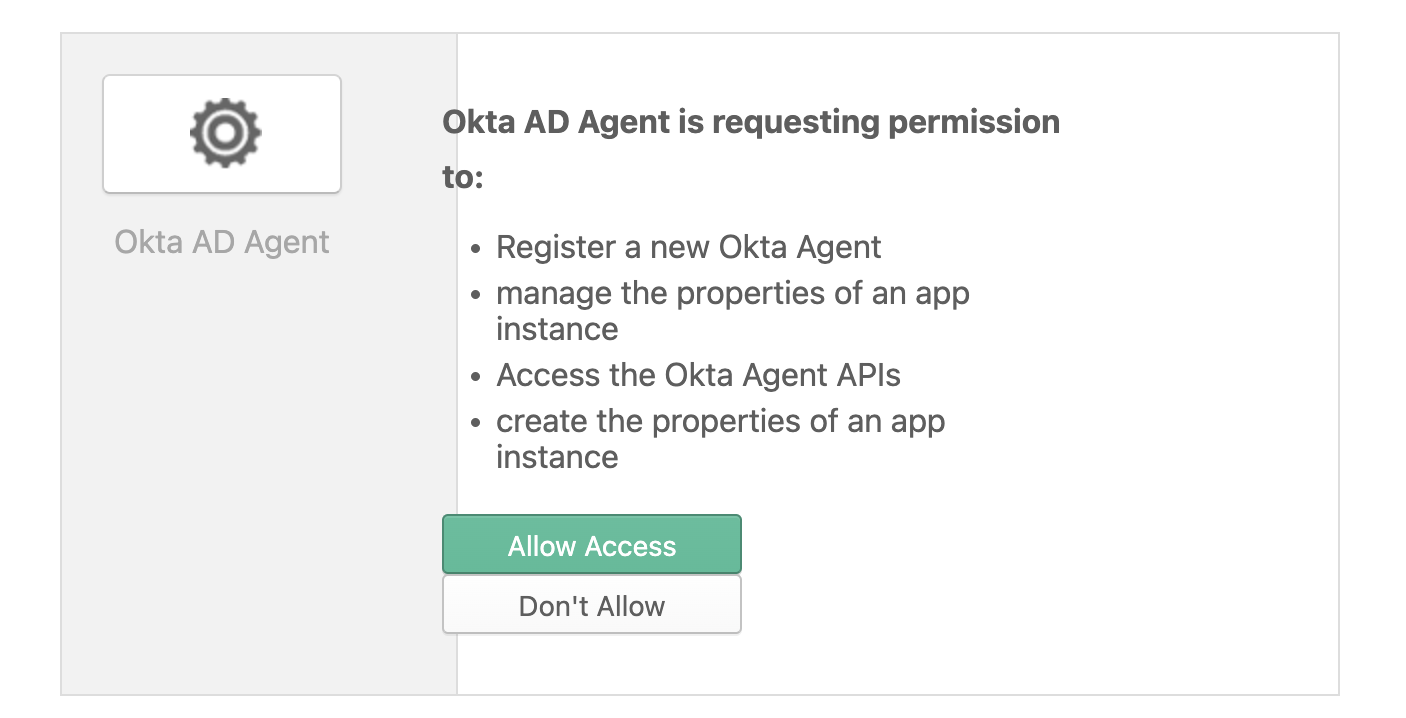 Okta AD Agent
Okta AD Agent is requesting permission
to:
• Register a new Okta Agent
• manage the properties of an app
instance
• Access the Okta Agent APIs
• create the properties of an app
instance
Allow Access
Don't Allow